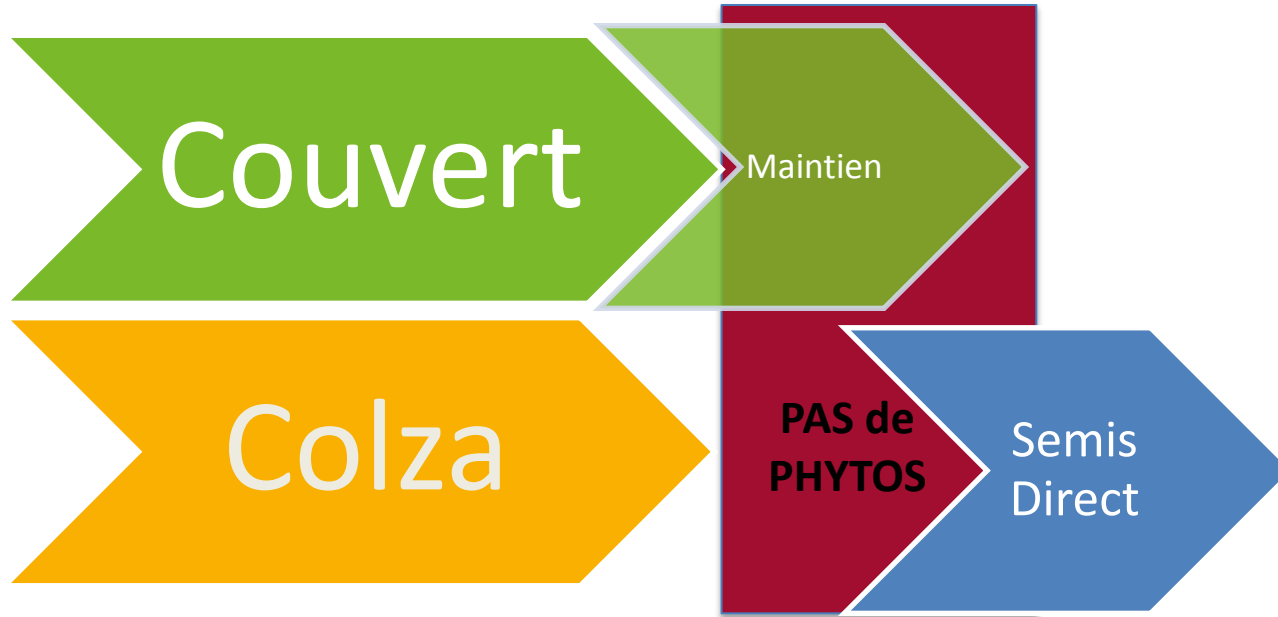 Couvert
Maintien
Colza
PAS de
PHYTOS
Semis
Direct